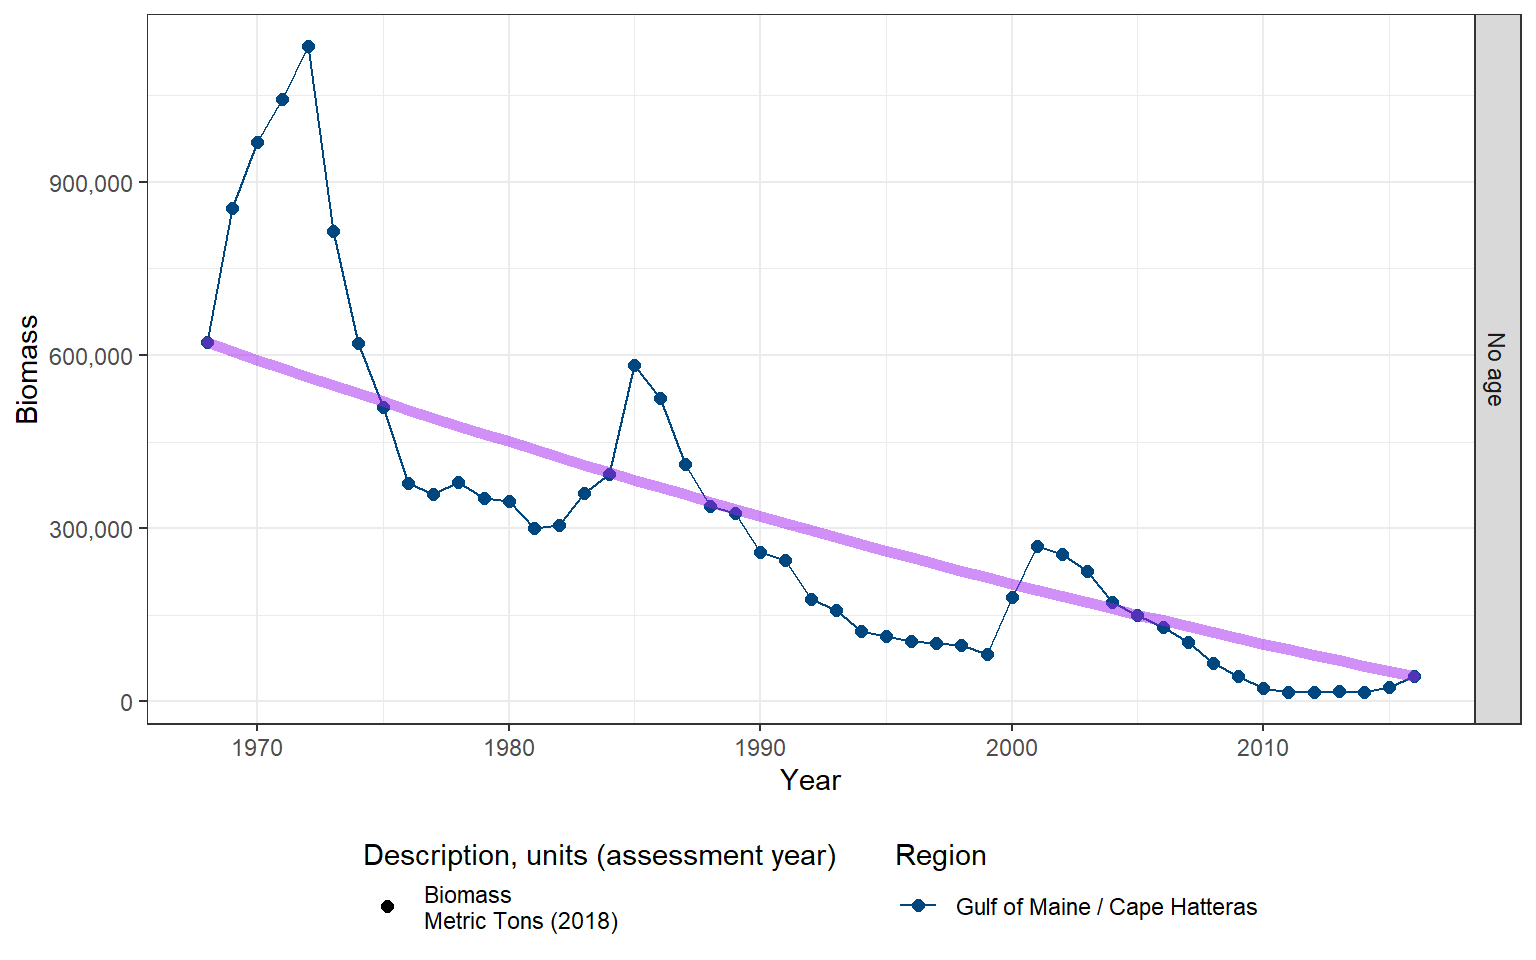 900,000
600,000
300,000
0
Biomass
No age
1970 1980 1990 2000 2010
Year
Description, units (assessment year)
Biomass
Metric Tons (2018)
Region
Gulf of Maine / Cape Hatteras